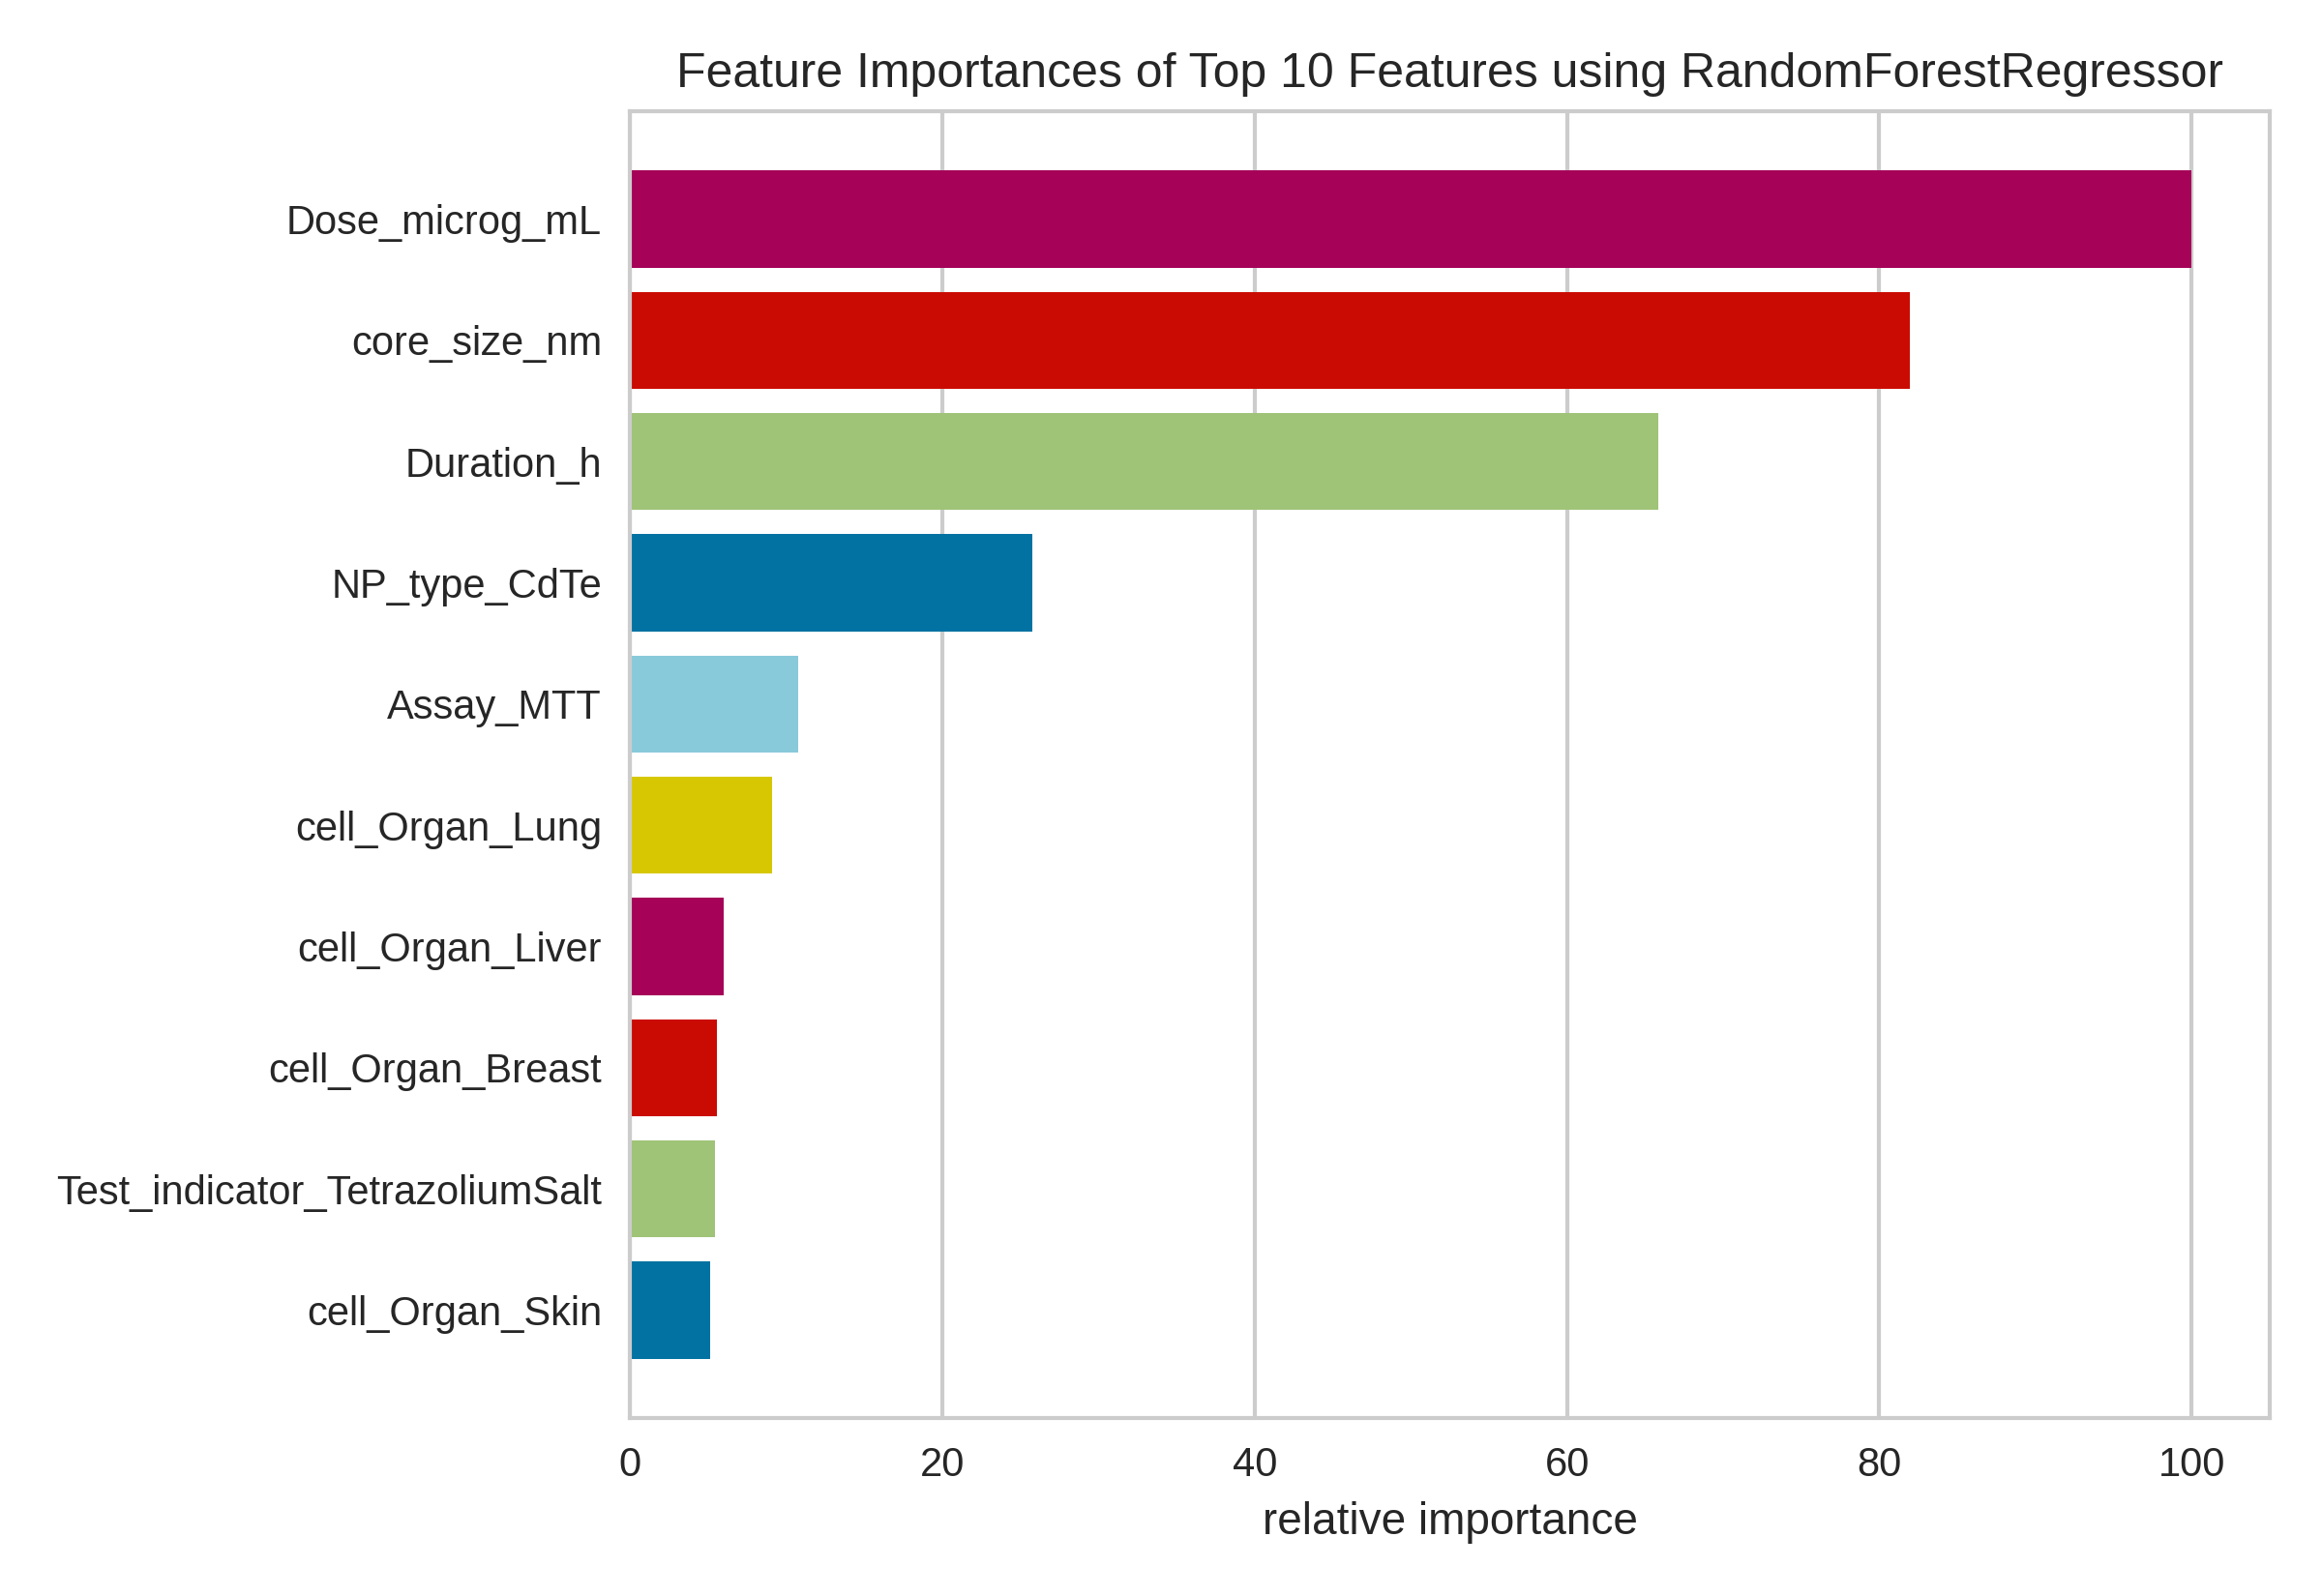 Feature Importances of Top 10 Features using RandomForestRegressor
Dose_microg_mL
core_size_nm
Duration_h
NP_type_CdTe
Assay_MTT
cell_Organ_Lung
cell_Organ_Liver
cell_Organ_Breast
Test_indicator_TetrazoliumSalt
cell_Organ_Skin
0 20 40 60 80 100
relative importance